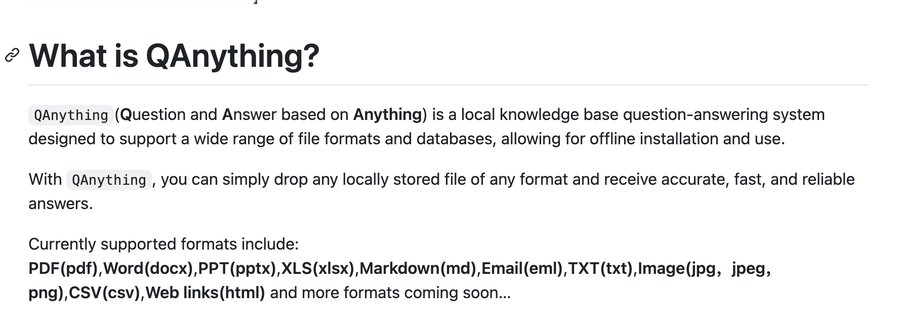 What is QAnything?
QAnything (Question and Answer based on Anything) is a local knowledge base question-answering system
designed to support a wide range of file formats and databases, allowing for offline installation and use.
With QAnything , you can simply drop any locally stored file of any format and receive accurate, fast, and reliable
answers.
Currently supported formats include:
PDF(pdf),Word(docx),PPT(pptx),XLS(xlsx),Markdown(md),Email(eml),TXT(txt),Image(jpg，jpeg，
png),CSV(csv),Web links(html) and more formats coming soon...